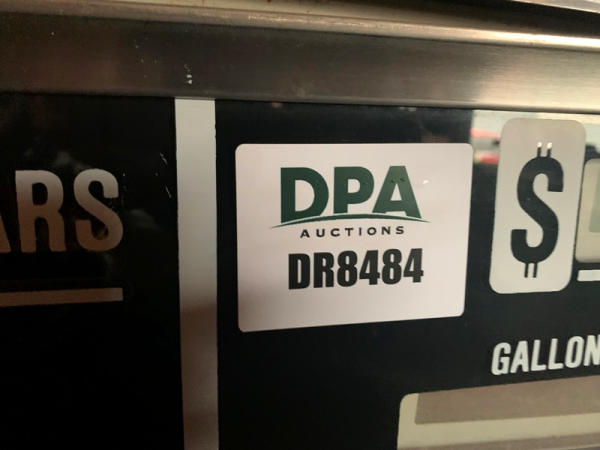 ARS
DPA
AUCTIONS
DR8484
$
GALLON